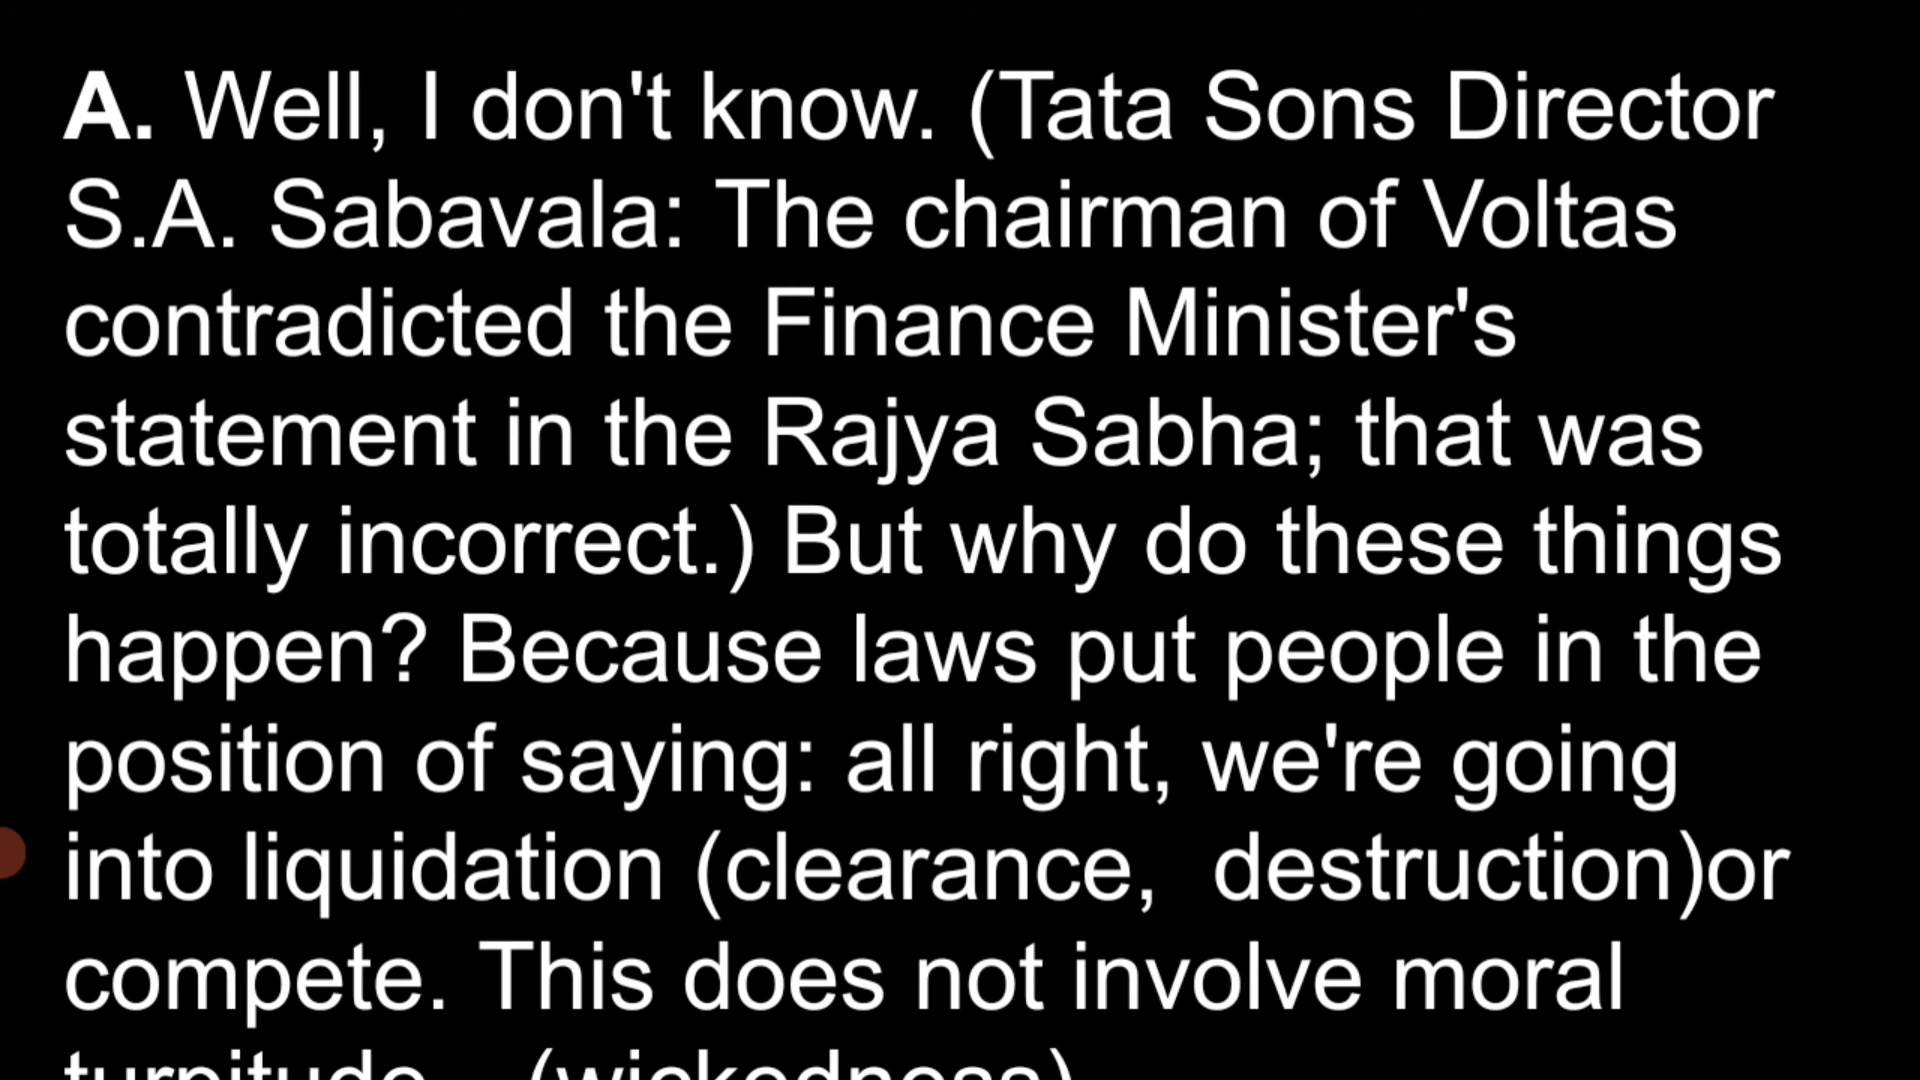 A. Well, I don't know. (Tata Sons Director
S.A. Sabavala: The chairman of Voltas
contradicted the Finance Minister's
statement in the Rajya Sabha; that was
totally incorrect.) But why do these things
happen? Because laws put people in the
position of saying: all right, we're going
into liquidation (clearance, destruction)or
compete. This does not involve moral
turpitude (wickedness)